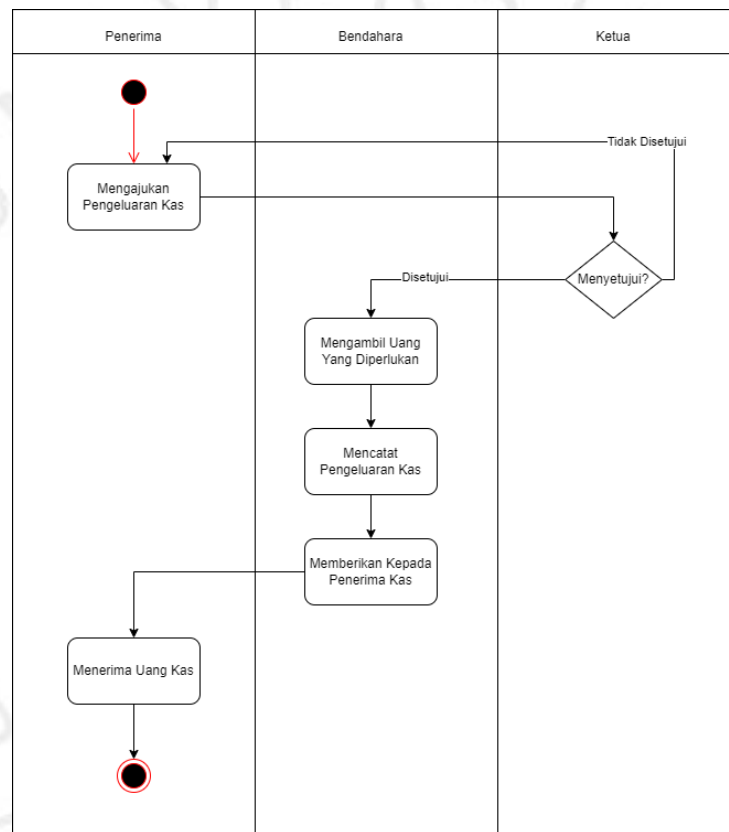 Penerima
Bendahara
Ketua
Tidak Disetujui
Mengajukan
Pengeluaran Kas
Menyetujui?
Disetujui
Mengambil Uang
Yang Diperlukan
Mencatat
Pengeluaran Kas
Memberikan Kepada
Penerima Kas
Menerima Uang Kas